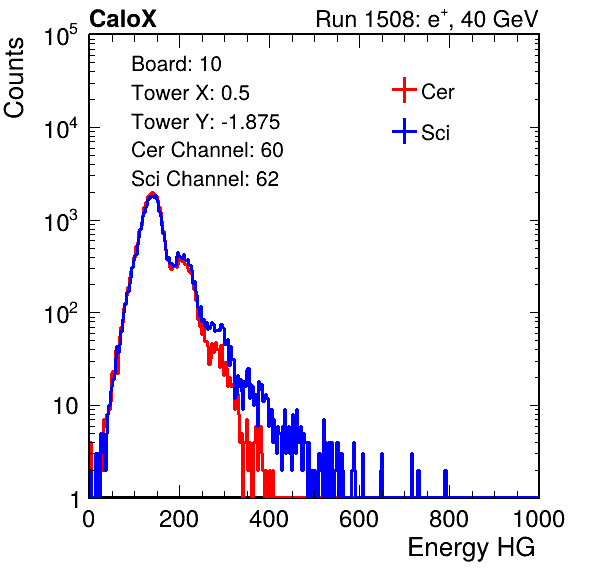 CaloX Run 1508: e⁺, 40 GeV
Counts
Board: 10
Tower X: 0.5
Tower Y: -1.875
Cer Channel: 60
Sci Channel: 62
Cer
Sci
10⁵
10⁴
10³
10²
10
1
0 200 400 600 800 1000
Energy HG